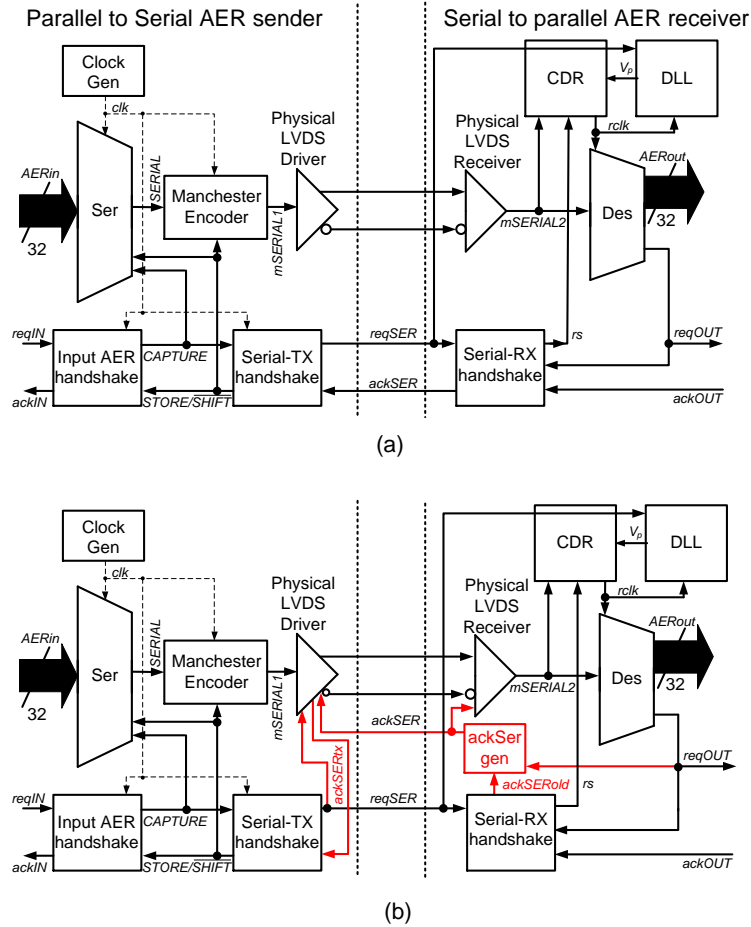 Parallel to Serial AER sender
Serial to parallel AER receiver
Clock
Gen
clk
CDR
Vp
DLL
Physical
LVDS
Driver
Physical
LVDS
Receiver
rclk
AERin
32
Ser
SERIAL
Manchester
Encoder
mSERIAL1
mSERIAL2
Des
AERout
32
reqIN
Input AER
handshake
CAPTURE
Serial-TX
handshake
reqSER
Serial-RX
handshake
rs
reqOUT
ackIN
STORE/SHIFT
ackSER
ackOUT
(a)
Clock
Gen
clk
CDR
Vp
DLL
Physical
LVDS
Driver
Physical
LVDS
Receiver
rclk
AERin
32
Ser
SERIAL
Manchester
Encoder
mSERIAL1
mSERIAL2
Des
AERout
32
ackSER
ackSERtx
ackSer
gen
reqOUT
ackSERold
rs
reqIN
Input AER
handshake
CAPTURE
Serial-TX
handshake
reqSER
Serial-RX
handshake
ackIN
STORE/SHIFT
ackOUT
(b)